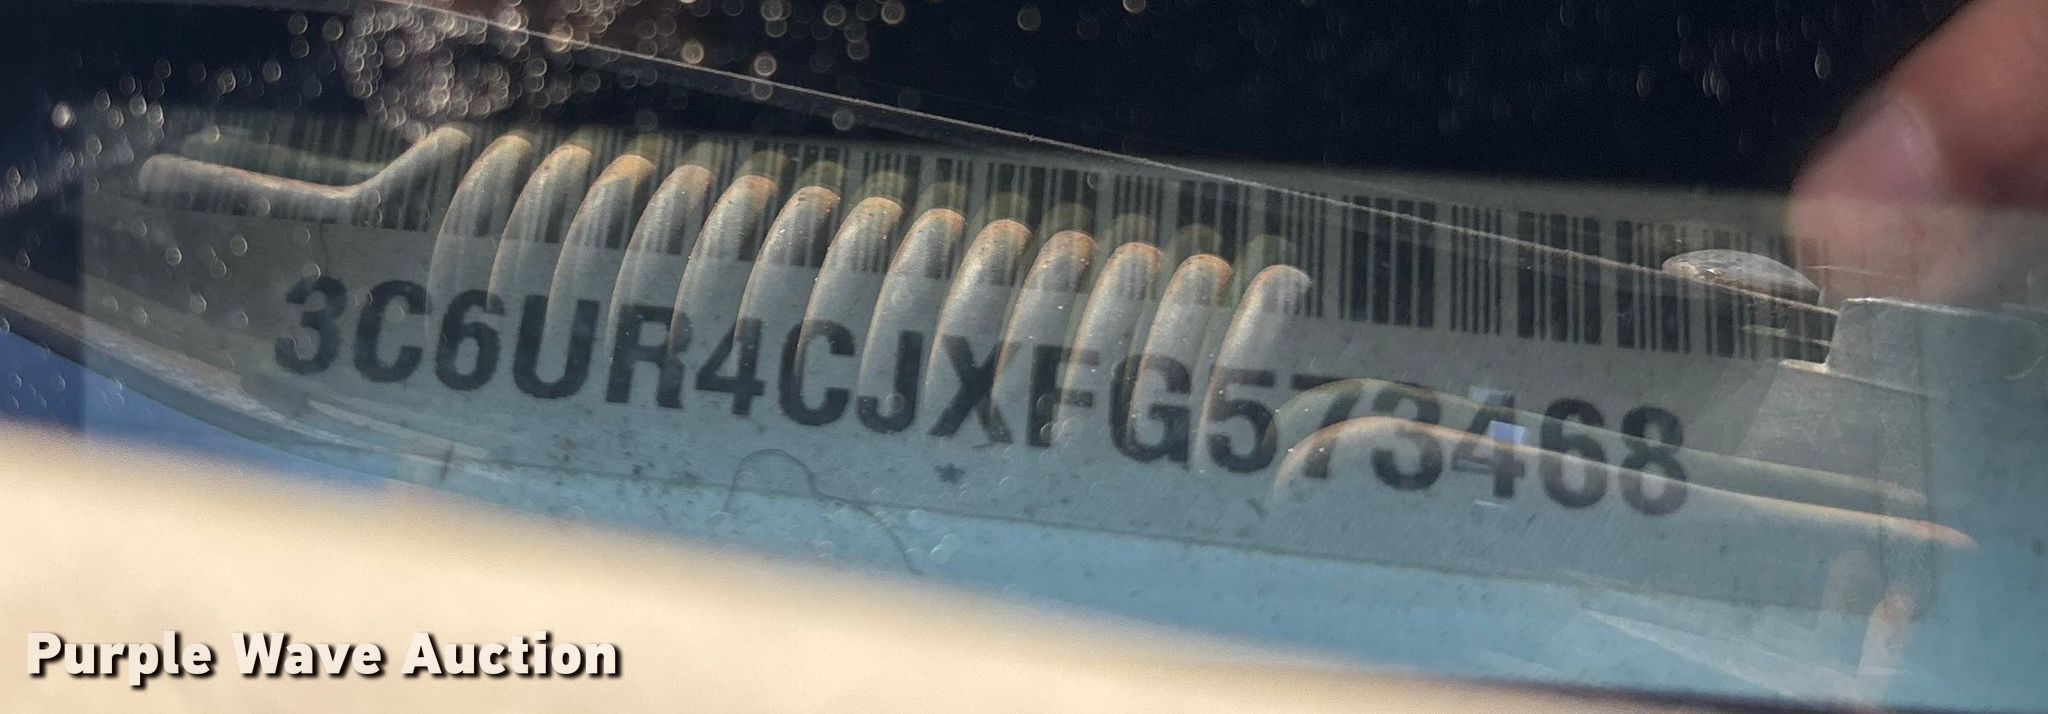 3C6UR4CJXFG573468
*
Purple Wave Auction